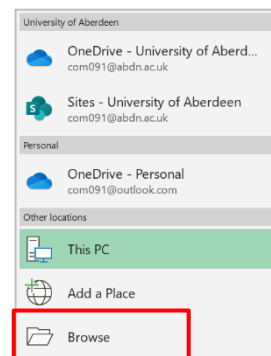 University of Aberdeen
OneDrive - University of Aberd...
com091@abdn.ac.uk
Sites - University of Aberdeen
com091@abdn.ac.uk
Personal
OneDrive - Personal
com091@outlook.com
Other locations
This PC
Add a Place
Browse